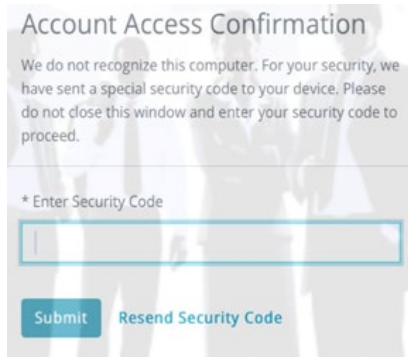 Account Access Confirmation
We do not recognize this computer. For your security, we
have sent a special security code to your device. Please
do not close this window and enter your security code to
proceed.
* Enter Security Code
Submit Resend Security Code